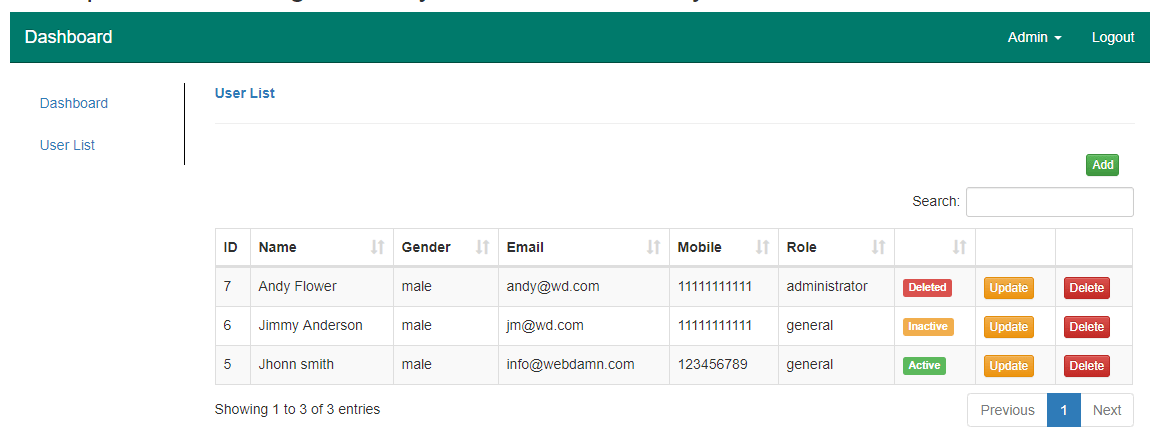 Dashboard Admin Logout
Dashboard
User List
User List
Add
Search:
ID Name Gender Email Mobile Role
7 Andy Flower male andy@wd.com 11111111111 administrator Deleted Update Delete
6 Jimmy Anderson male jm@wd.com 11111111111 general Inactive Update Delete
5 Jhonn smith male info@webdamn.com 123456789 general Active Update Delete
Showing 1 to 3 of 3 entries Previous 1 Next